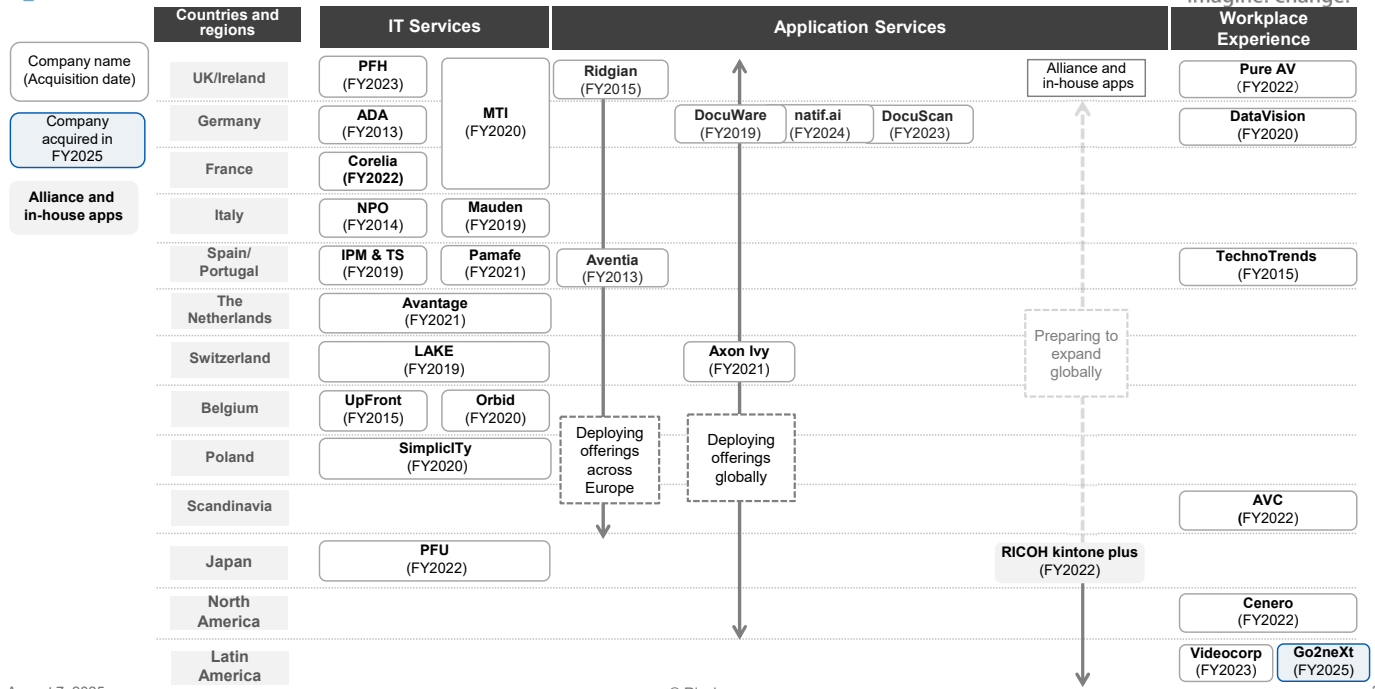 Countries and
regions
IT Services
Application Services
Workplace
Experience
Company name
(Acquisition date)
Company
acquired in
FY2025
Alliance and
in-house apps
UK/Ireland
PFH
(FY2023)
MTI
(FY2020)
Ridgian
(FY2015)
Alliance and
in-house apps
Pure AV
(FY2022)
Germany
ADA
(FY2013)
DocuWare
(FY2019)
natif.ai
(FY2024)
DocuScan
(FY2023)
DataVision
(FY2020)
France
Corelia
(FY2022)
Italy
NPO
(FY2014)
Mauden
(FY2019)
Spain/
Portugal
IPM & TS
(FY2019)
Pamafe
(FY2021)
Aventia
(FY2013)
TechnoTrends
(FY2015)
The
Netherlands
Avantage
(FY2021)
Preparing to
expand
globally
Switzerland
LAKE
(FY2019)
Axon Ivy
(FY2021)
Belgium
UpFront
(FY2015)
Orbid
(FY2020)
Deploying
offerings
across
Europe
Deploying
offerings
globally
Poland
SimplicITy
(FY2020)
Scandinavia
AVC
(FY2022)
Japan
PFU
(FY2022)
RICOH kintone plus
(FY2022)
North
America
Cenero
(FY2022)
Latin
America
Videocorp
(FY2023)
Go2neXt
(FY2025)